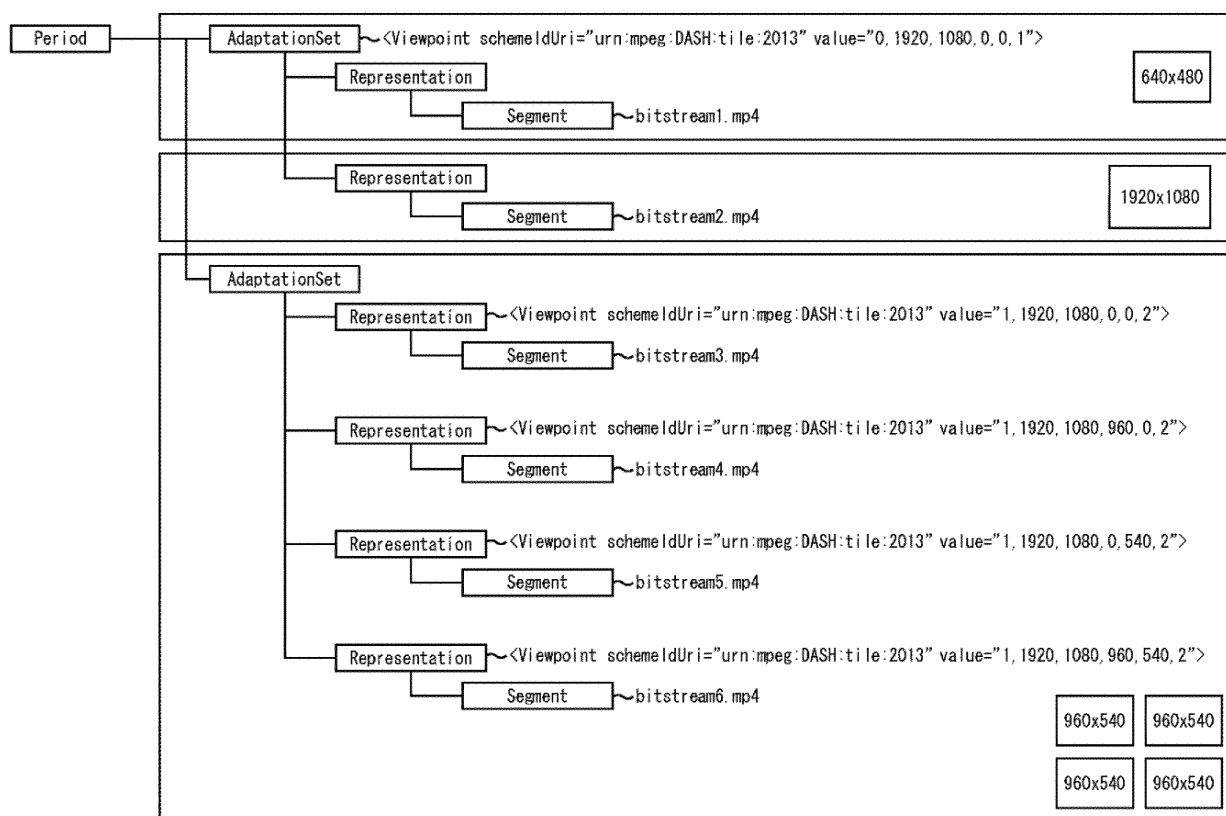 Period
AdaptationSet <Viewpoint schemeIdUri="urn:mpeg:DASH:tile:2013" value="0,1920,1080,0,0,1">
Representation
640x480
Segment bitstream1.mp4
Representation
1920x1080
Segment bitstream2.mp4
AdaptationSet
Representation <Viewpoint schemeIdUri="urn:mpeg:DASH:tile:2013" value="1,1920,1080,0,0,2">
Segment bitstream3.mp4
Representation <Viewpoint schemeIdUri="urn:mpeg:DASH:tile:2013" value="1,1920,1080,960,0,2">
Segment bitstream4.mp4
Representation <Viewpoint schemeIdUri="urn:mpeg:DASH:tile:2013" value="1,1920,1080,0,540,2">
Segment bitstream5.mp4
Representation <Viewpoint schemeIdUri="urn:mpeg:DASH:tile:2013" value="1,1920,1080,960,540,2">
Segment bitstream6.mp4
960x540 960x540
960x540 960x540